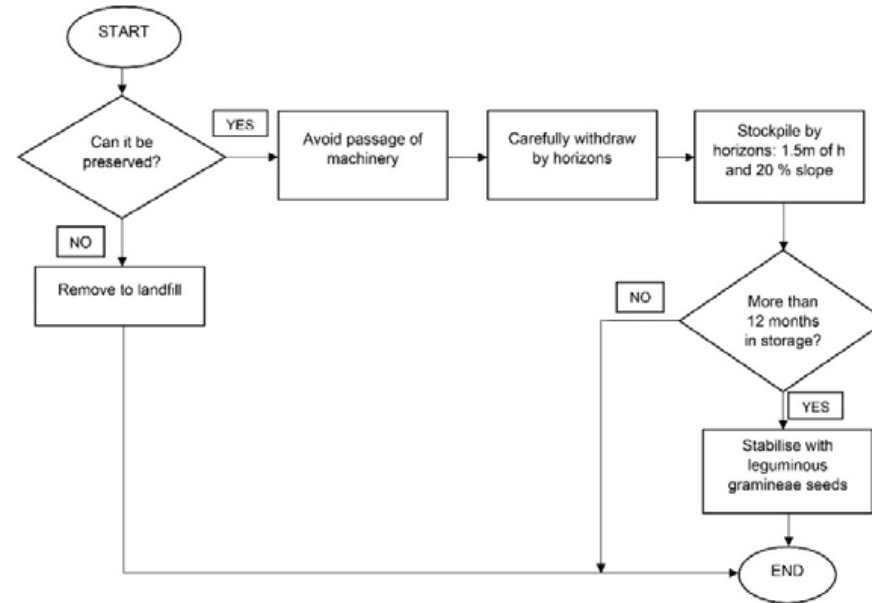 START
Can it be
preserved?
YES
Avoid passage of
machinery
Carefully withdraw
by horizons
Stockpile by
horizons: 1.5m of h
and 20 % slope
NO
Remove to landfill
NO
More than
12 months
in storage?
YES
Stabilise with
leguminous
gramineae seeds
END